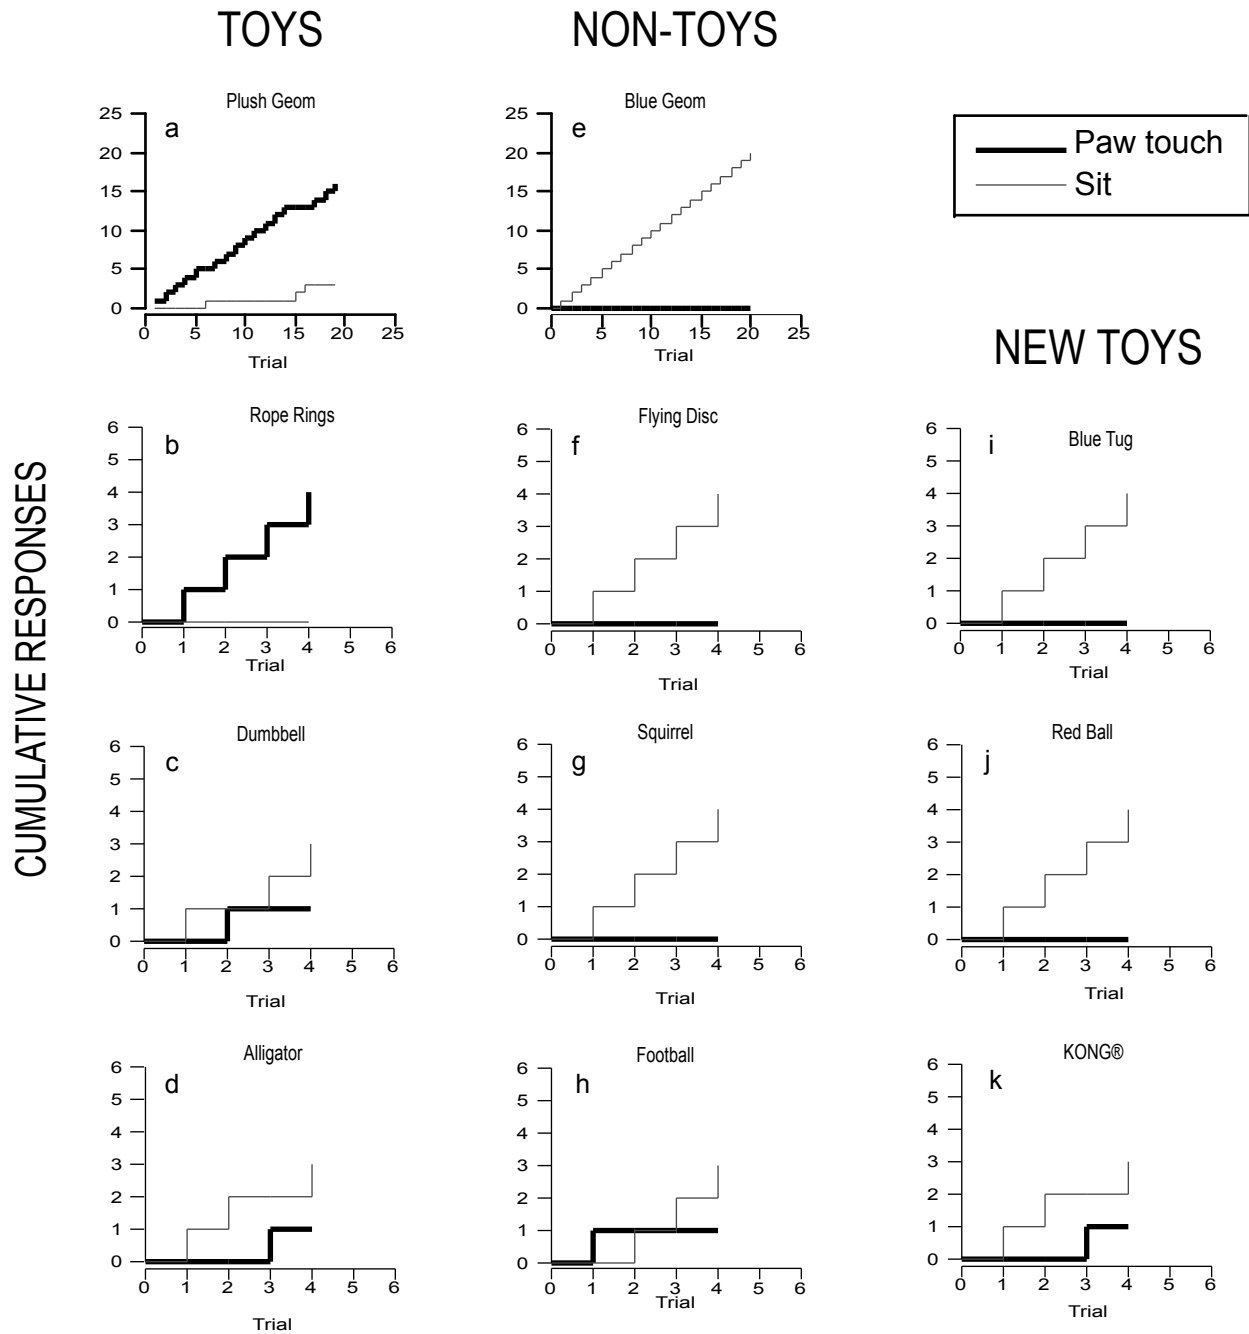 TOYS
NON-TOYS
Paw touch
Sit
NEW TOYS
CUMULATIVE RESPONSES
Plush Geom
a
25
20
15
10
5
0
0 5 10 15 20 25
Trial
Blue Geom
e
25
20
15
10
5
0
0 5 10 15 20 25
Trial
Rope Rings
b
6
5
4
3
2
1
0
0 1 2 3 4 5 6
Trial
Flying Disc
f
6
5
4
3
2
1
0
0 1 2 3 4 5 6
Trial
Blue Tug
i
6
5
4
3
2
1
0
0 1 2 3 4 5 6
Trial
Dumbbell
c
6
5
4
3
2
1
0
0 1 2 3 4 5 6
Trial
Squirrel
g
6
5
4
3
2
1
0
0 1 2 3 4 5 6
Trial
Red Ball
j
6
5
4
3
2
1
0
0 1 2 3 4 5 6
Trial
Alligator
d
6
5
4
3
2
1
0
0 1 2 3 4 5 6
Trial
Football
h
6
5
4
3
2
1
0
0 1 2 3 4 5 6
Trial
KONG®
k
6
5
4
3
2
1
0
0 1 2 3 4 5 6
Trial